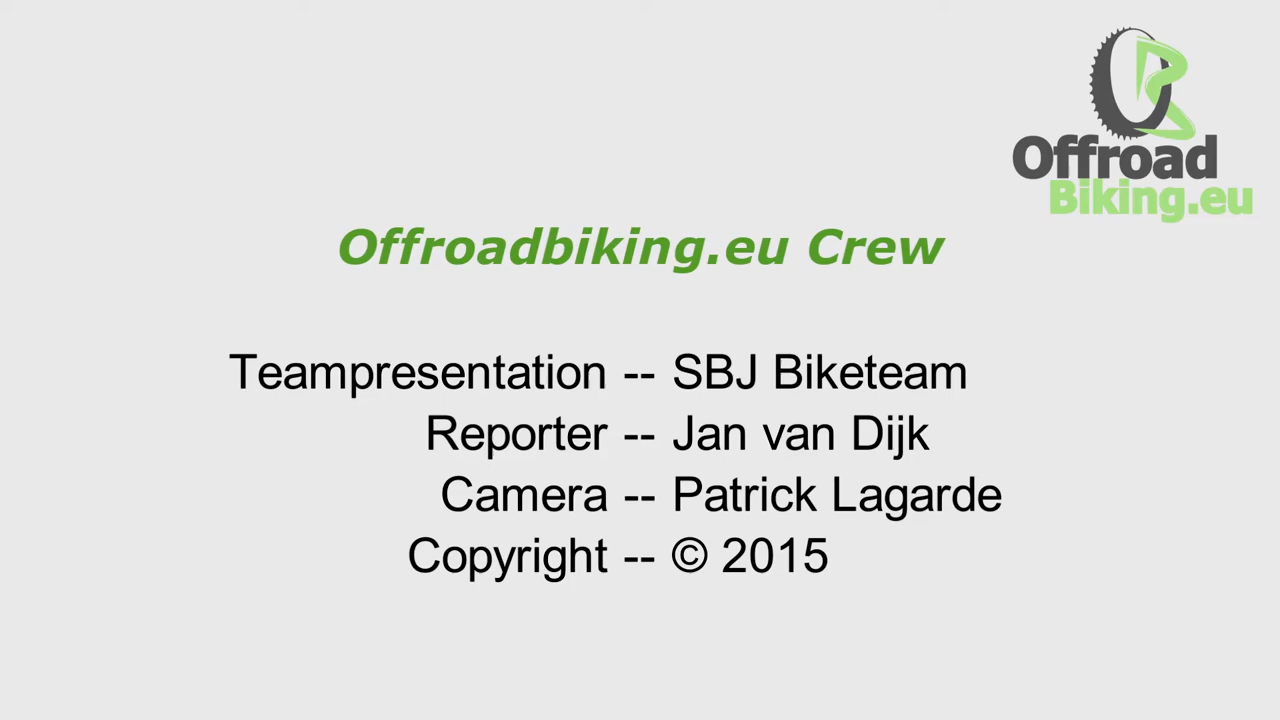 Offroad
Biking.eu
Offroadbiking.eu Crew
Teampresentation -- SBJ Biketeam
Reporter -- Jan van Dijk
Camera -- Patrick Lagarde
Copyright -- © 2015